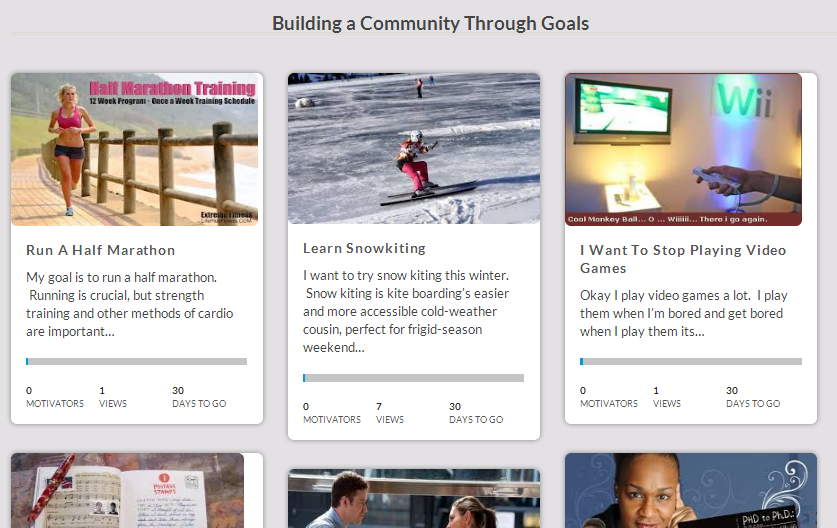 Building a Community Through Goals
Half Marathon Training
12 Week Program - Once a Week Training Schedule
Extreme Fitness
Run A Half Marathon
My goal is to run a half marathon.
Running is crucial, but strength
training and other methods of cardio
are important...
0 1 30
MOTIVATORS VIEWS DAYS TO GO
Learn Snowkiting
I want to try snow kiting this winter.
Snow kiting is kite boarding's easier
and more accessible cold-weather
cousin, perfect for frigid-season
weekend...
0 7 30
MOTIVATORS VIEWS DAYS TO GO
Wii
Cool Monkey Ball... O ... Wiiiiii... There i go again.
I Want To Stop Playing Video
Games
Okay I play video games a lot.  I play
them when I'm bored and get bored
when I play them its...
0 1 30
MOTIVATORS VIEWS DAYS TO GO
1
POSTAGE
STAMPS
PHD to Ph.D.: